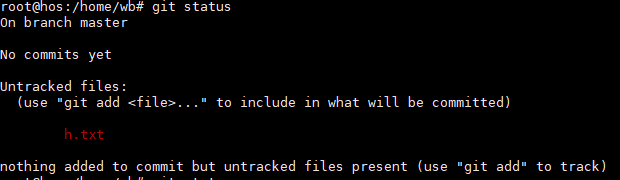 root@hos:/home/wb# git status
On branch master
No commits yet
Untracked files:
(use "git add <file>..." to include in what will be committed)
h.txt
nothing added to commit but untracked files present (use "git add" to track)